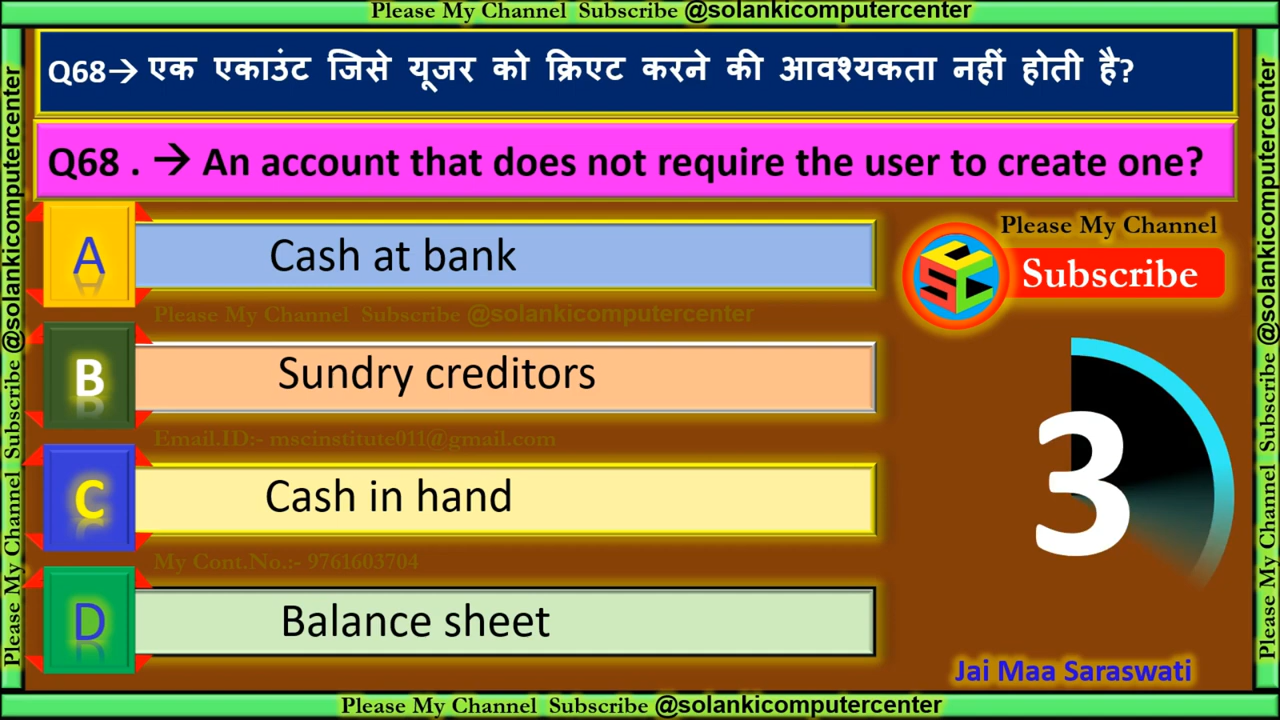 Please My Channel Subscribe @solankicomputercenter
Q68→ एक एकाउंट जिसे यूजर को क्रिएट करने की आवश्यकता नहीं होती है?
Q68 . → An account that does not require the user to create one?
A Cash at bank
Please My Channel Subscribe @solankicomputercenter
B Sundry creditors
Email.ID:- mscinstitute011@gmail.com
C Cash in hand
My Cont.No.:- 9761603704
D Balance sheet
Please My Channel
Subscribe
CSC
3
Jai Maa Saraswati
Please My Channel Subscribe @solankicomputercenter
Please My Channel Subscribe @solankicomputercenter
Please My Channel Subscribe @solankicomputercenter